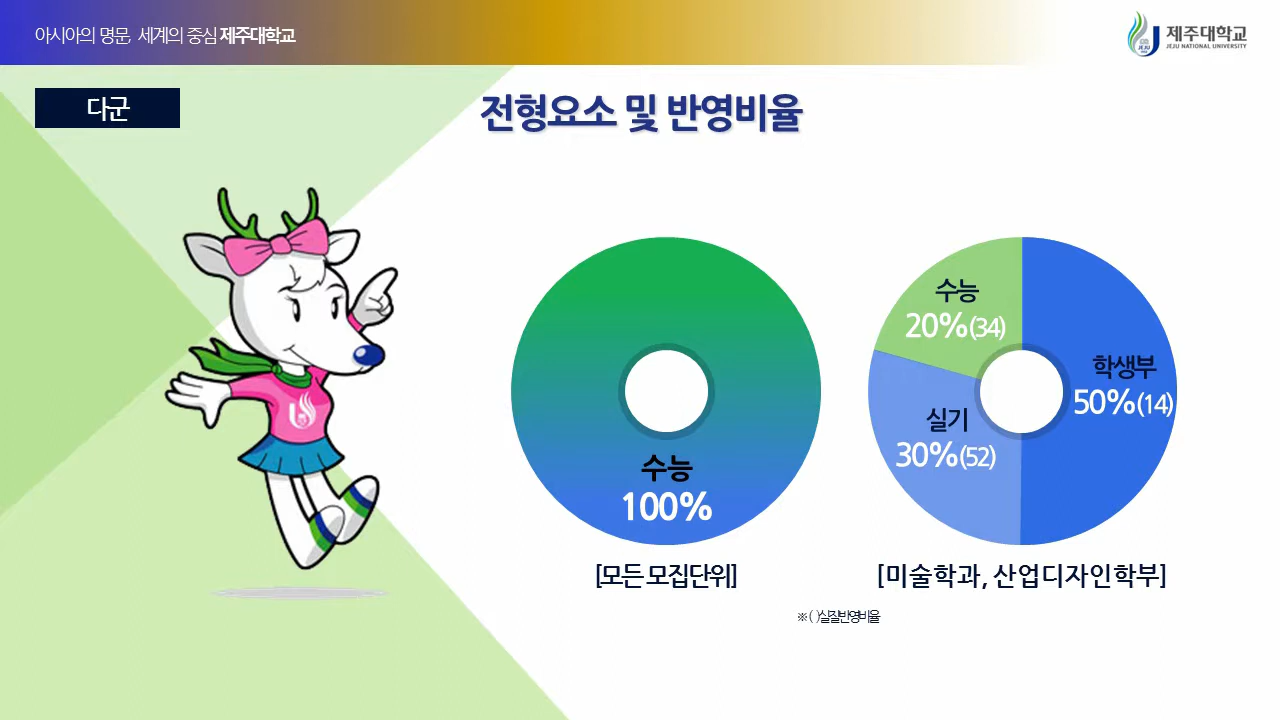 아시아의 명문, 세계의 중심 제주대학교
제주대학교
JEJU NATIONAL UNIVERSITY
다군
전형요소 및 반영비율
수능
100%
[모든 모집단위]
수능
20%(34)
학생부
50%(14)
실기
30%(52)
[미술학과, 산업디자인학부]
※ ( )실질반영비율